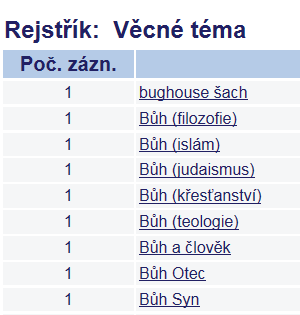 Rejstřík: Věcné téma
Poč. zázn.
1 bughouse šach
1 Bůh (filozofie)
1 Bůh (islám)
1 Bůh (judaismus)
1 Bůh (křesťanství)
1 Bůh (teologie)
1 Bůh a člověk
1 Bůh Otec
1 Bůh Syn